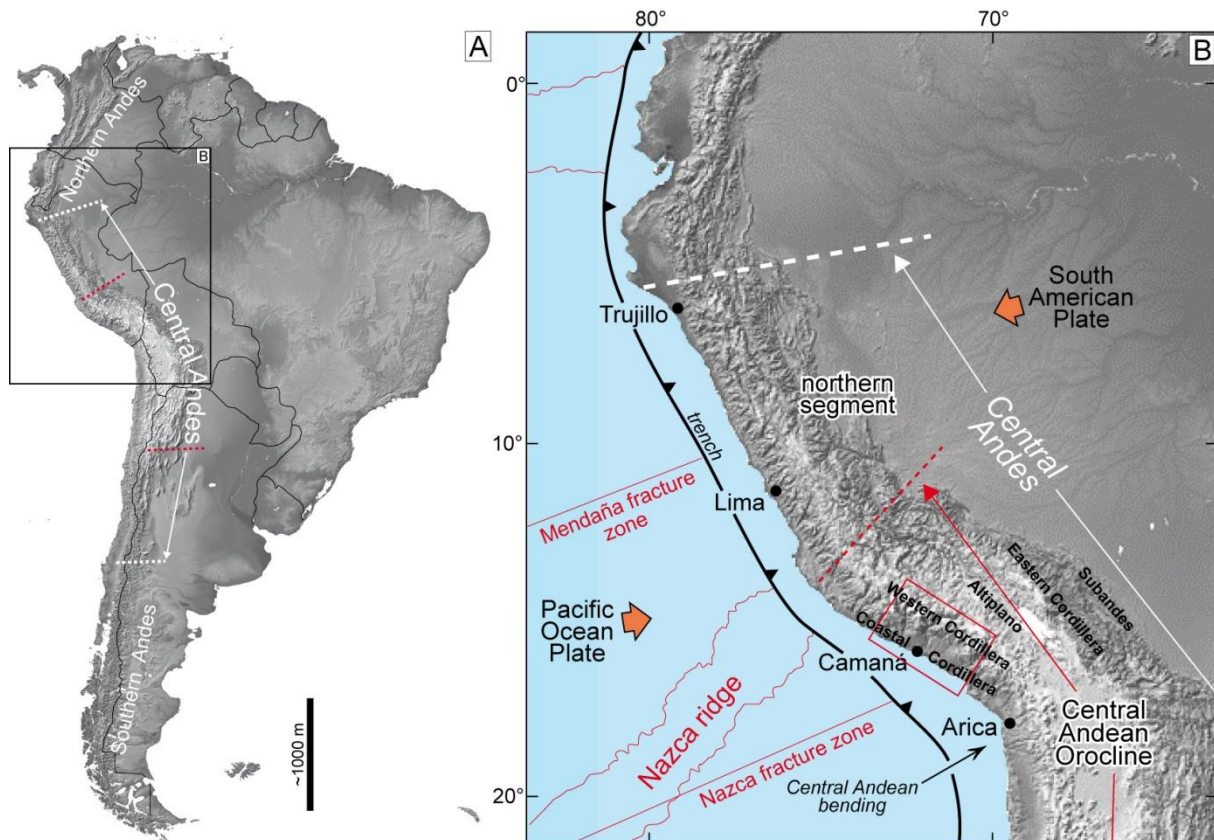 A
Northern Andes
B
Central Andes
Southern Andes
~1000 m
80°
70°
B
0°
10°
20°
Trujillo
South
American
Plate
northern
segment
Central
Andes
trench
Lima
Mendaña fracture
zone
Pacific
Ocean
Plate
Subandes
Eastern Cordillera
Altiplano
Western Cordillera
Coastal Cordillera
Camaná
Nazca ridge
Nazca fracture zone
Arica
Central Andean
bending
Central
Andean
Orocline